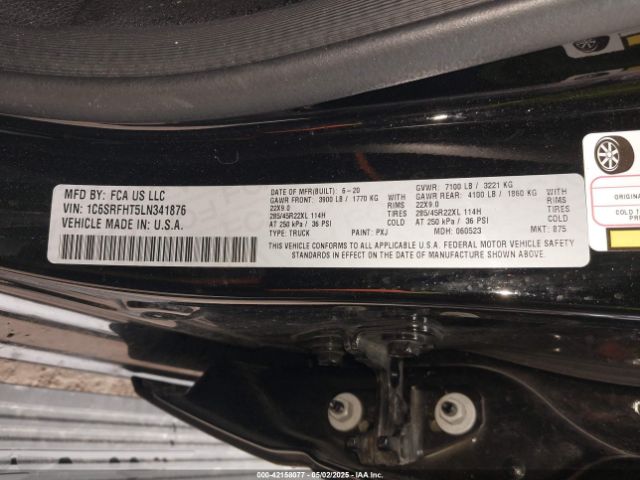 MFD BY: FCA US LLC
VIN: 1C6SRFHT5LN341876
VEHICLE MADE IN: U.S.A.
DATE OF MFR(BUILT): 6-20 GVWR: 7100 LB / 3221 KG
GAWR FRONT: 3900 LB / 1770 KG GAWR REAR: 4100 LB / 1860 KG
22X9.0 RIMS 22X9.0 RIMS
285/45R22XL 114H TIRES 285/45R22XL 114H TIRES
AT 250 kPa / 36 PSI COLD AT 250 kPa / 36 PSI COLD
TYPE: TRUCK PAINT: PXJ MDH: 060523 MKT: 875
THIS VEHICLE CONFORMS TO ALL APPLICABLE U.S.A. FEDERAL MOTOR VEHICLE SAFETY
STANDARDS IN EFFECT ON THE DATE OF MANUFACTURE SHOWN ABOVE
000-42158077 - 05/02/2025 - IAAI.COM